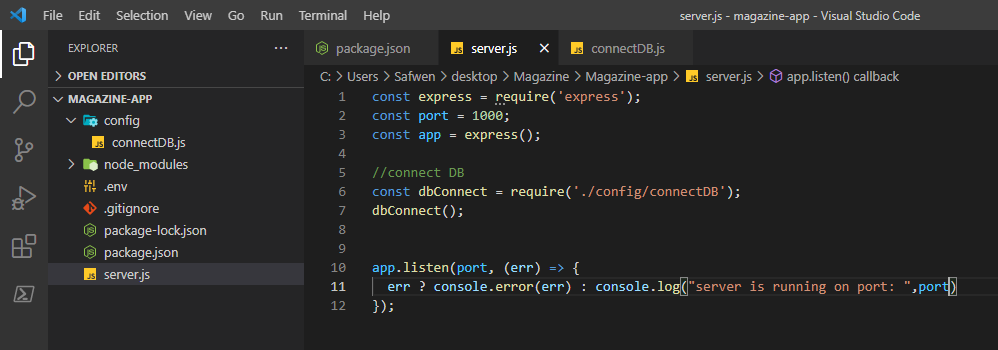 File Edit View Go Run Terminal Help server.js - magazine-app - Visual Studio Code
EXPLORER ···
OPEN EDITORS
MAGAZINE-APP
config
JS connectDB.js
node_modules
.env
.gitignore
package-lock.json
package.json
JS server.js
package.json JS server.js × JS connectDB.js
C: > Users > Safwen > desktop > Magazine > Magazine-app > JS server.js > app.listen() callback
1 const express = require('express');
2 const port = 1000;
3 const app = express();
4
5 //connect DB
6 const dbConnect = require('./config/connectDB');
7 dbConnect();
8
9
10 app.listen(port, (err) => {
11 err ? console.error(err) : console.log("server is running on port: ",port)
12 });